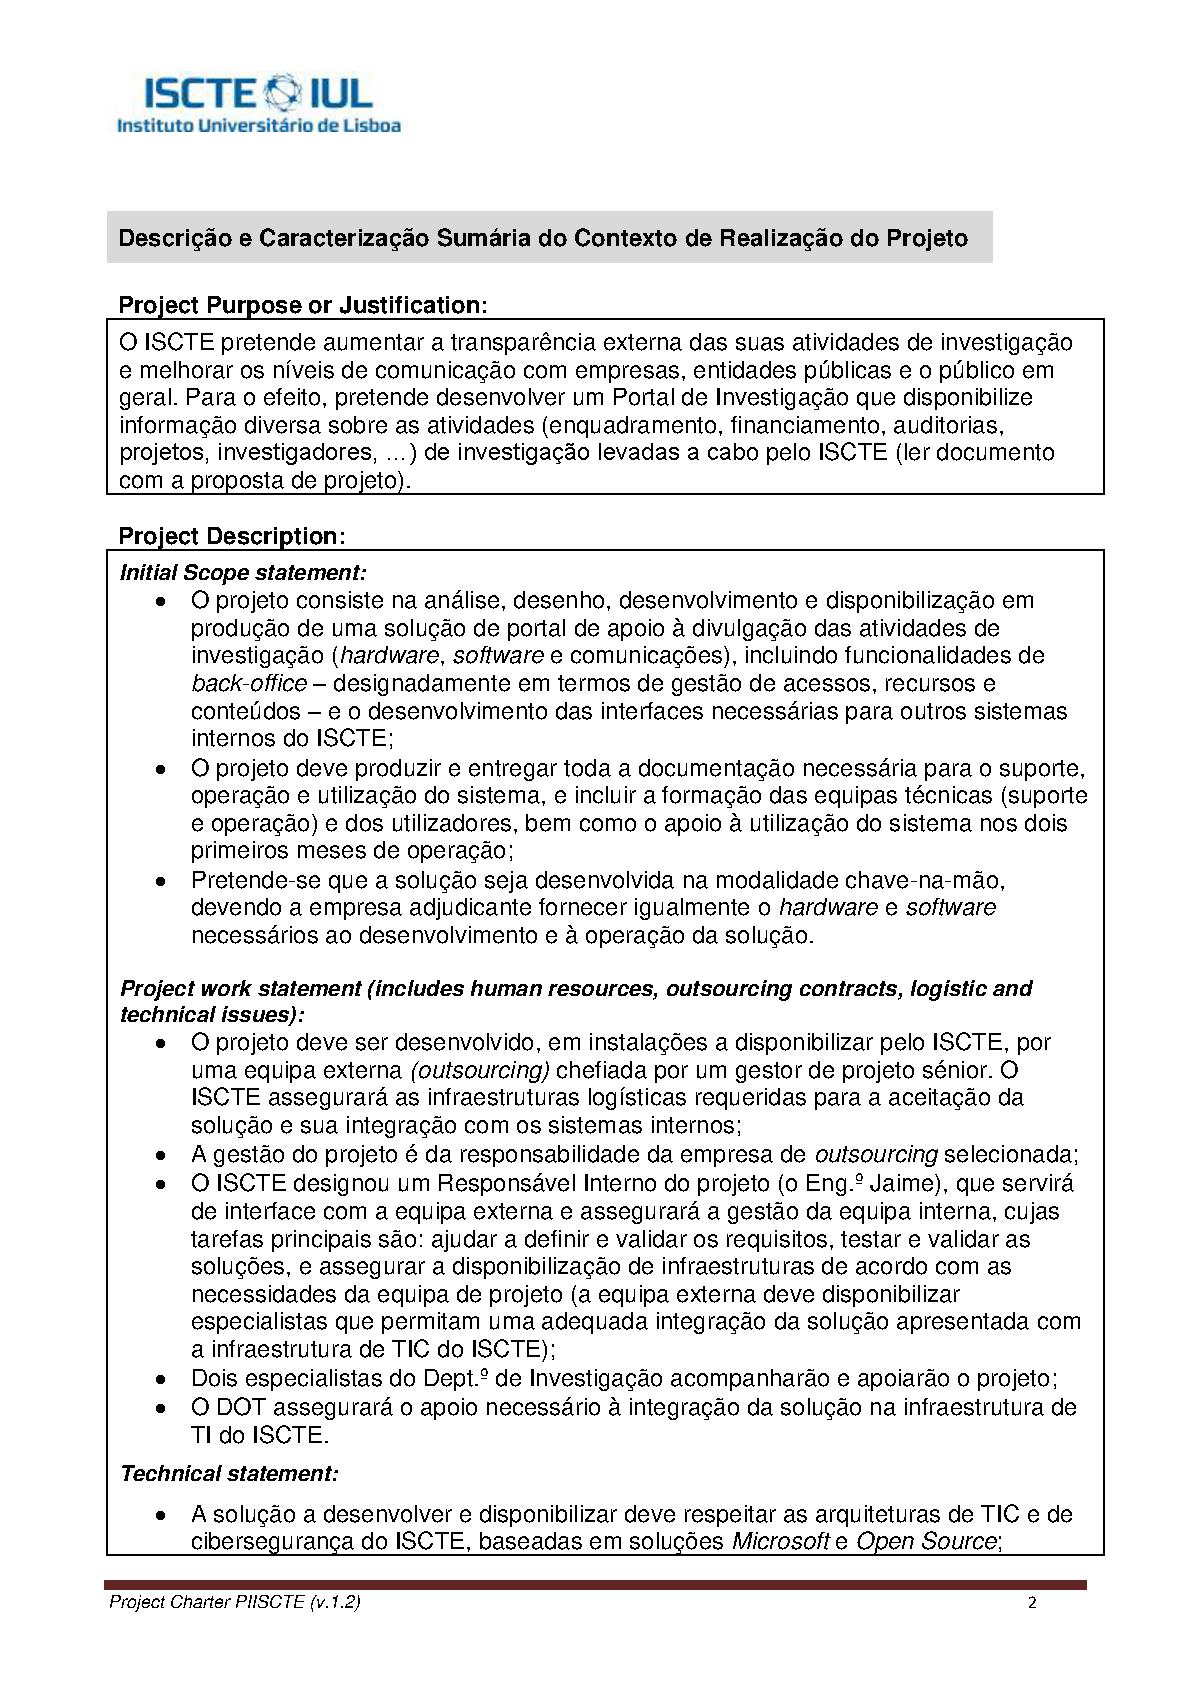 ISCTE IUL
Instituto Universitário de Lisboa
Descrição e Caracterização Sumária do Contexto de Realização do Projeto
Project Purpose or Justification:
O ISCTE pretende aumentar a transparência externa das suas atividades de investigação
e melhorar os níveis de comunicação com empresas, entidades públicas e o público em
geral. Para o efeito, pretende desenvolver um Portal de Investigação que disponibilize
informação diversa sobre as atividades (enquadramento, financiamento, auditorias,
projetos, investigadores, …) de investigação levadas a cabo pelo ISCTE (ler documento
com a proposta de projeto).
Project Description:
Initial Scope statement:
• O projeto consiste na análise, desenho, desenvolvimento e disponibilização em
produção de uma solução de portal de apoio à divulgação das atividades de
investigação (hardware, software e comunicações), incluindo funcionalidades de
back-office – designadamente em termos de gestão de acessos, recursos e
conteúdos – e o desenvolvimento das interfaces necessárias para outros sistemas
internos do ISCTE;
• O projeto deve produzir e entregar toda a documentação necessária para o suporte,
operação e utilização do sistema, e incluir a formação das equipas técnicas (suporte
e operação) e dos utilizadores, bem como o apoio à utilização do sistema nos dois
primeiros meses de operação;
• Pretende-se que a solução seja desenvolvida na modalidade chave-na-mão,
devendo a empresa adjudicante fornecer igualmente o hardware e software
necessários ao desenvolvimento e à operação da solução.
Project work statement (includes human resources, outsourcing contracts, logistic and
technical issues):
• O projeto deve ser desenvolvido, em instalações a disponibilizar pelo ISCTE, por
uma equipa externa (outsourcing) chefiada por um gestor de projeto sénior. O
ISCTE assegurará as infraestruturas logísticas requeridas para a aceitação da
solução e sua integração com os sistemas internos;
• A gestão do projeto é da responsabilidade da empresa de outsourcing selecionada;
• O ISCTE designou um Responsável Interno do projeto (o Eng.º Jaime), que servirá
de interface com a equipa externa e assegurará a gestão da equipa interna, cujas
tarefas principais são: ajudar a definir e validar os requisitos, testar e validar as
soluções, e assegurar a disponibilização de infraestruturas de acordo com as
necessidades da equipa de projeto (a equipa externa deve disponibilizar
especialistas que permitam uma adequada integração da solução apresentada com
a infraestrutura de TIC do ISCTE);
• Dois especialistas do Dept.º de Investigação acompanharão e apoiarão o projeto;
• O DOT assegurará o apoio necessário à integração da solução na infraestrutura de
TI do ISCTE.
Technical statement:
• A solução a desenvolver e disponibilizar deve respeitar as arquiteturas de TIC e de
cibersegurança do ISCTE, baseadas em soluções Microsoft e Open Source;
Project Charter PIISCTE (v.1.2) 2